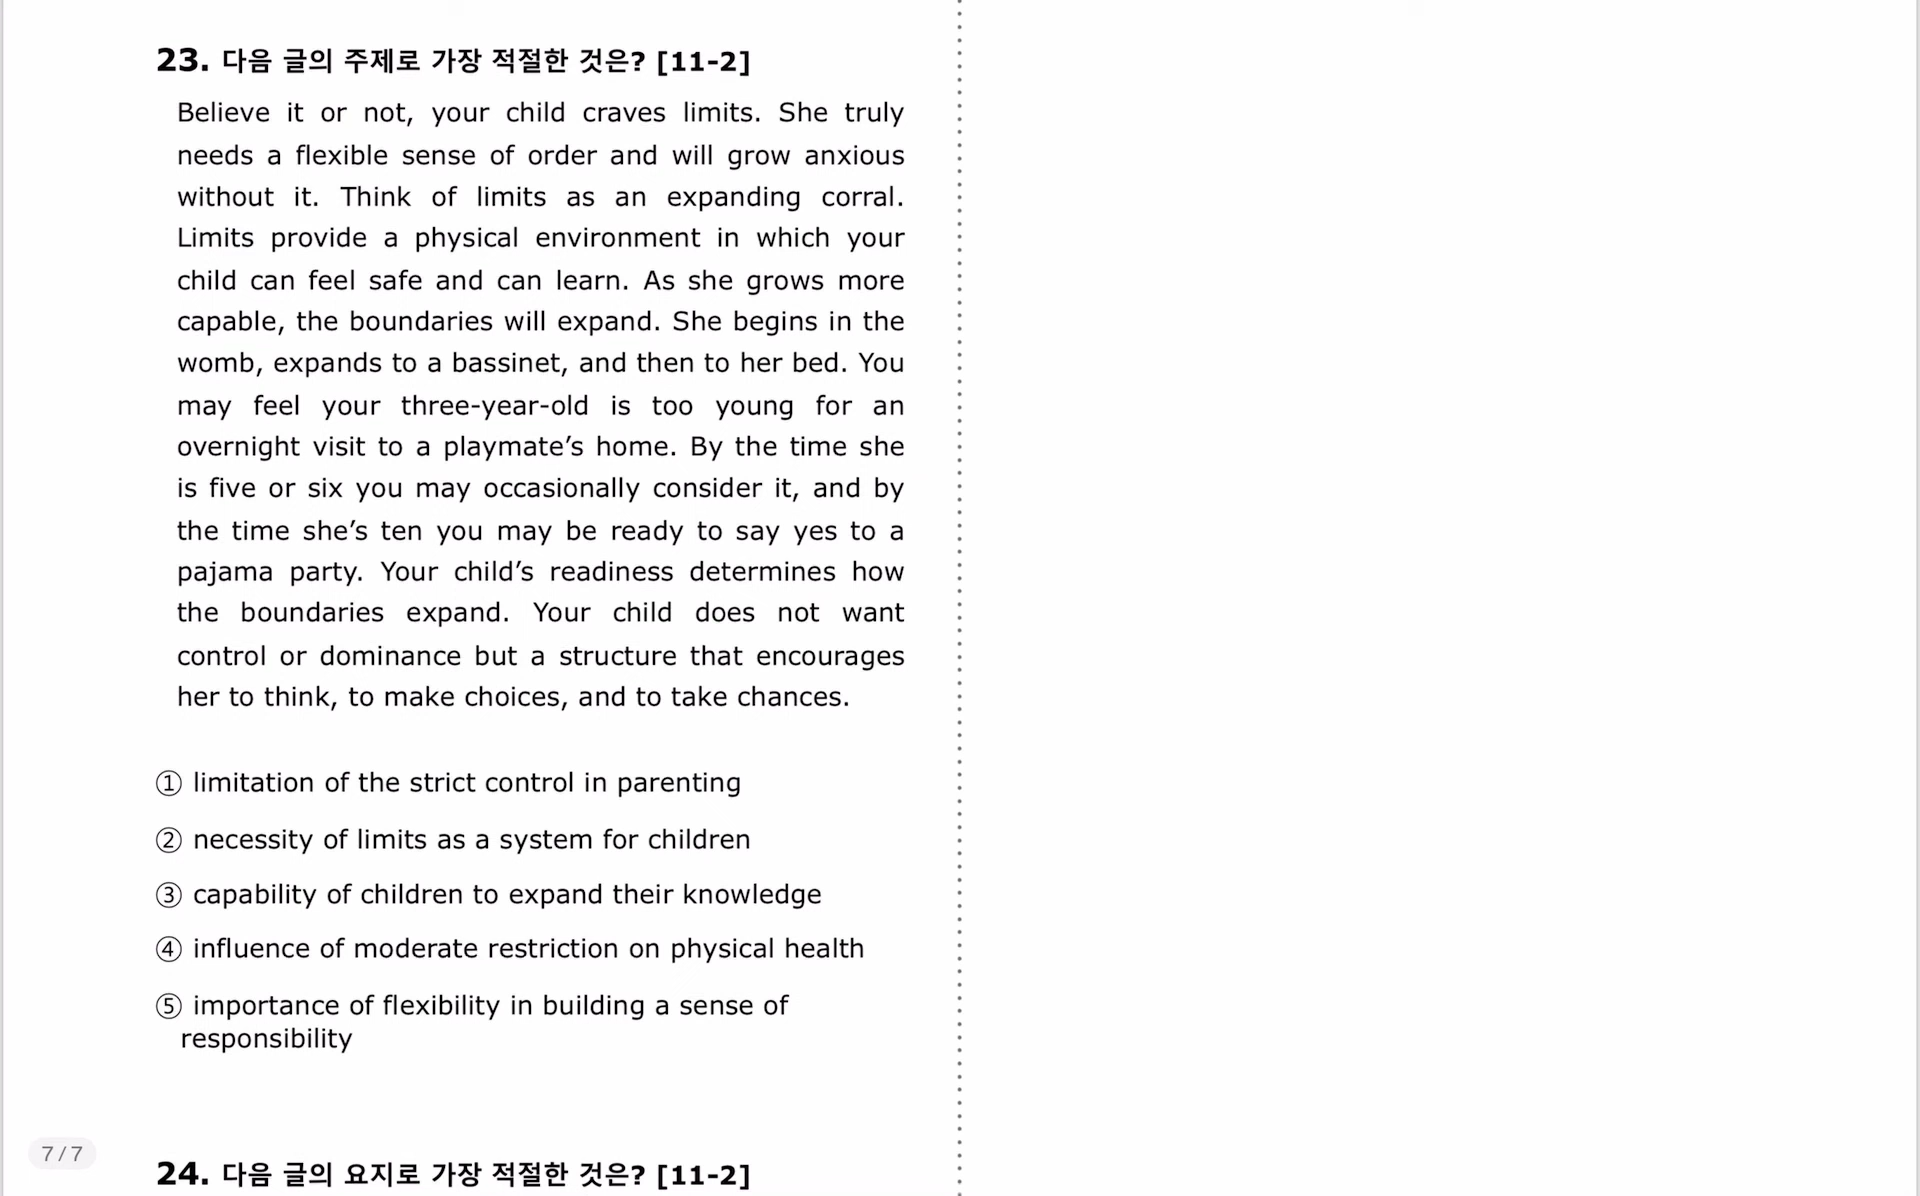 23. 다음 글의 주제로 가장 적절한 것은? [11-2]
Believe it or not, your child craves limits. She truly
needs a flexible sense of order and will grow anxious
without it. Think of limits as an expanding corral.
Limits provide a physical environment in which your
child can feel safe and can learn. As she grows more
capable, the boundaries will expand. She begins in the
womb, expands to a bassinet, and then to her bed. You
may feel your three-year-old is too young for an
overnight visit to a playmate’s home. By the time she
is five or six you may occasionally consider it, and by
the time she’s ten you may be ready to say yes to a
pajama party. Your child’s readiness determines how
the boundaries expand. Your child does not want
control or dominance but a structure that encourages
her to think, to make choices, and to take chances.
① limitation of the strict control in parenting
② necessity of limits as a system for children
③ capability of children to expand their knowledge
④ influence of moderate restriction on physical health
⑤ importance of flexibility in building a sense of
responsibility
7 / 7
24. 다음 글의 요지로 가장 적절한 것은? [11-2]